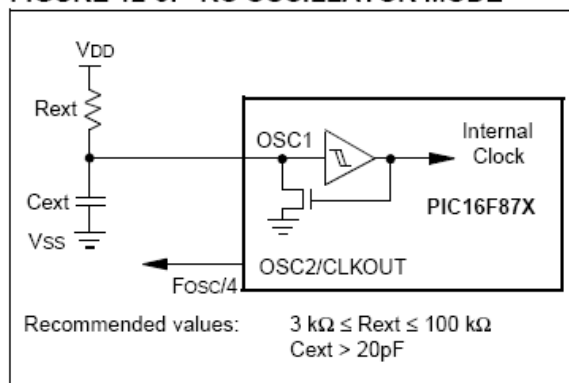 VDD
Rext
OSC1
Internal
Clock
Cext
PIC16F87X
VSS
OSC2/CLKOUT
FOSC/4
Recommended values: 3 kΩ ≤ Rext ≤ 100 kΩ
Cext > 20pF